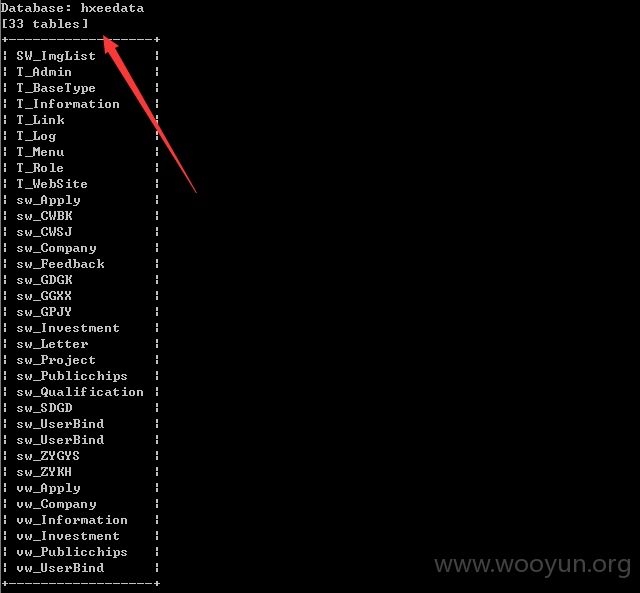 Database: hxeedata
[33 tables]
+------------------+
| SW_ImgList |
| T_Admin |
| T_BaseType |
| T_Information |
| T_Link |
| T_Log |
| T_Menu |
| T_Role |
| T_WebSite |
| sw_Apply |
| sw_CWBK |
| sw_CWSJ |
| sw_Company |
| sw_Feedback |
| sw_GDGK |
| sw_GGXX |
| sw_GPJY |
| sw_Investment |
| sw_Letter |
| sw_Project |
| sw_Publicchips |
| sw_Qualification |
| sw_SDGD |
| sw_UserBind |
| sw_UserBind |
| sw_ZYGYS |
| sw_ZYKH |
| vw_Apply |
| vw_Company |
| vw_Information |
| vw_Investment |
| vw_Publicchips |
| vw_UserBind |
+------------------+
www.wooyun.org